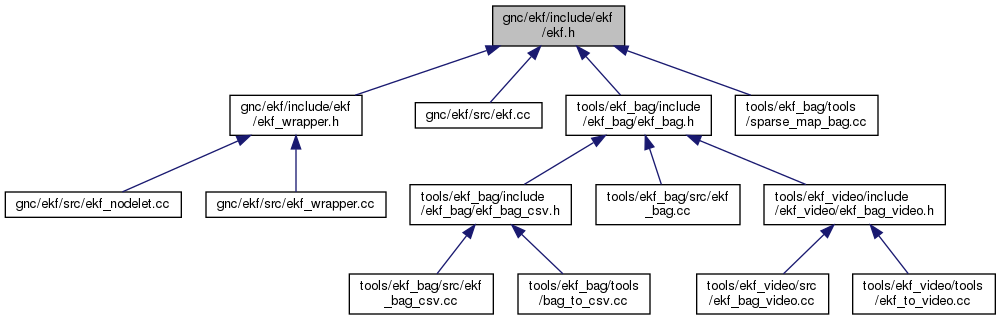 gnc/ekf/include/ekf
/ekf.h
gnc/ekf/include/ekf
/ekf_wrapper.h
gnc/ekf/src/ekf.cc
tools/ekf_bag/include
/ekf_bag/ekf_bag.h
tools/ekf_bag/tools
/sparse_map_bag.cc
gnc/ekf/src/ekf_nodelet.cc
gnc/ekf/src/ekf_wrapper.cc
tools/ekf_bag/include
/ekf_bag/ekf_bag_csv.h
tools/ekf_bag/src/ekf
_bag.cc
tools/ekf_video/include
/ekf_video/ekf_bag_video.h
tools/ekf_bag/src/ekf
_bag_csv.cc
tools/ekf_bag/tools
/bag_to_csv.cc
tools/ekf_video/src
/ekf_bag_video.cc
tools/ekf_video/tools
/ekf_to_video.cc